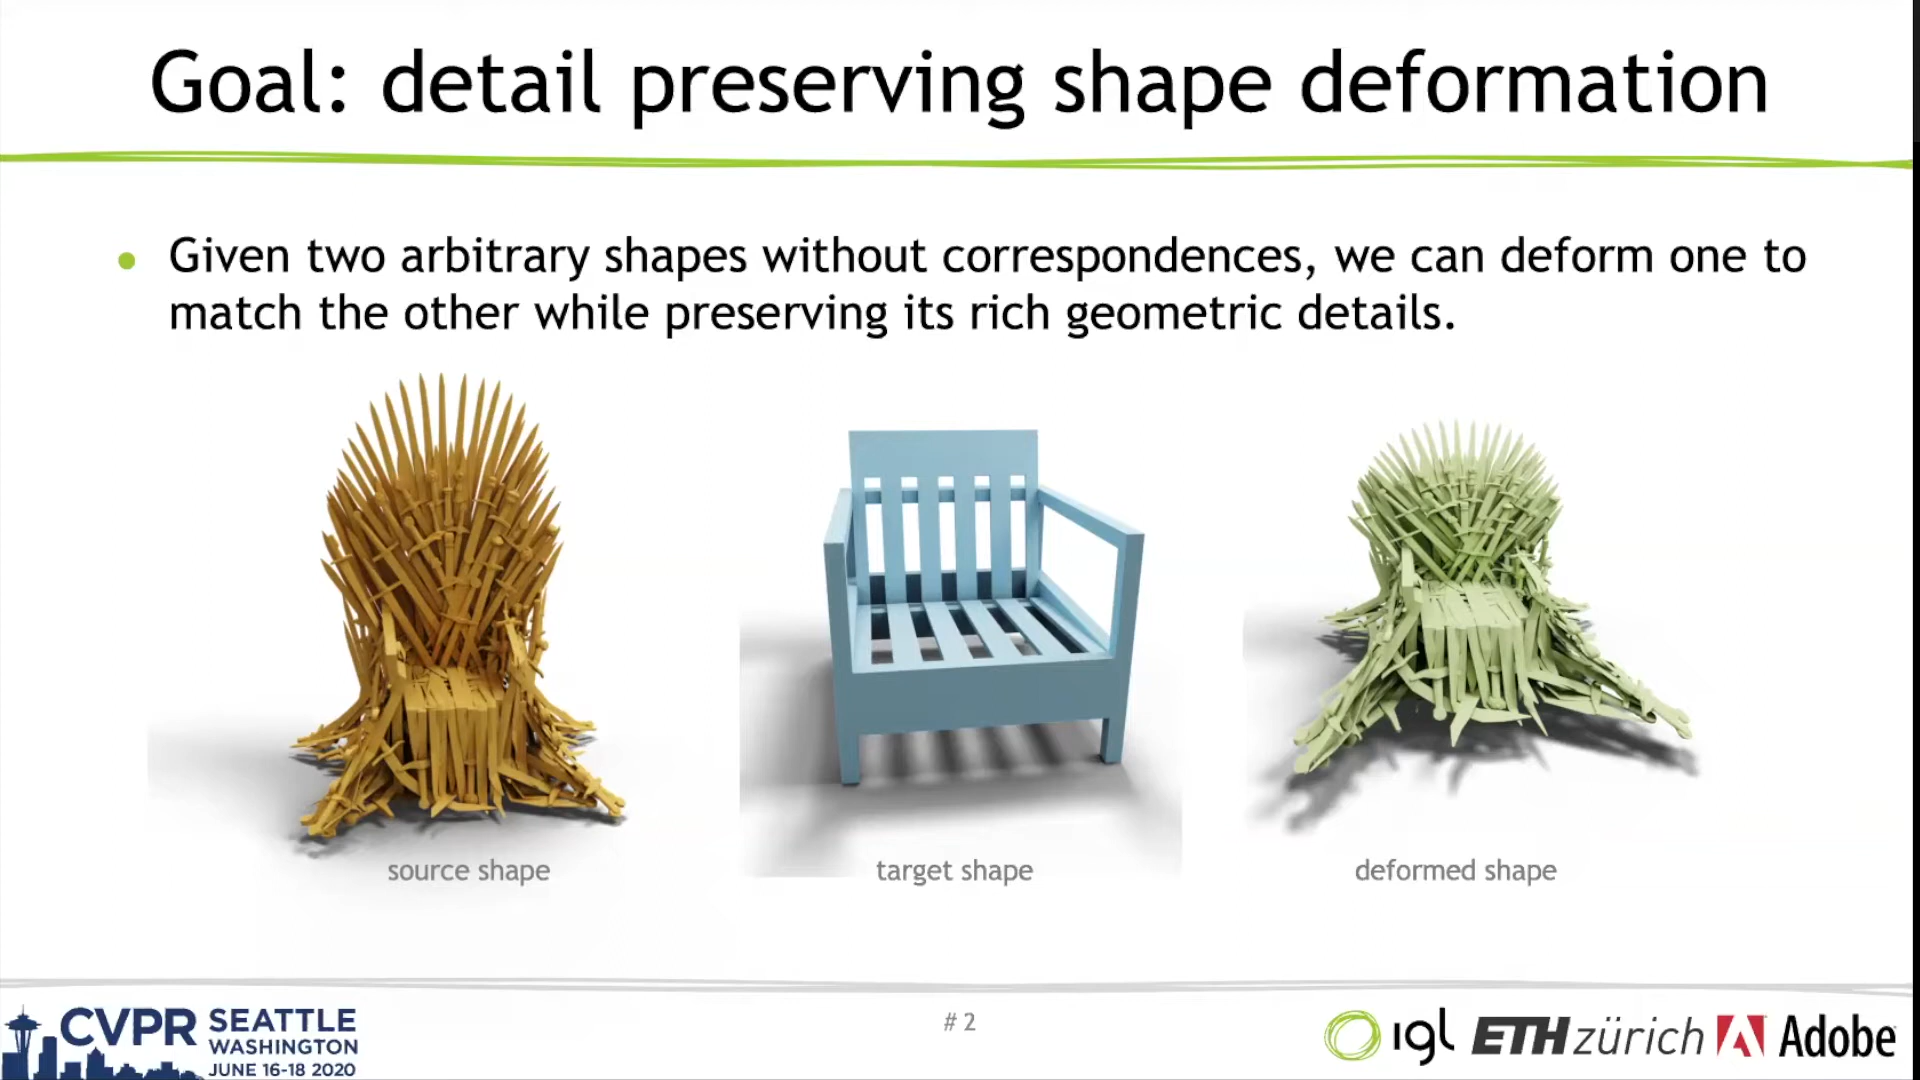 Goal: detail preserving shape deformation
• Given two arbitrary shapes without correspondences, we can deform one to
match the other while preserving its rich geometric details.
source shape
target shape
deformed shape
CVPR SEATTLE
WASHINGTON
JUNE 16-18 2020
# 2
igl ETH zürich Adobe